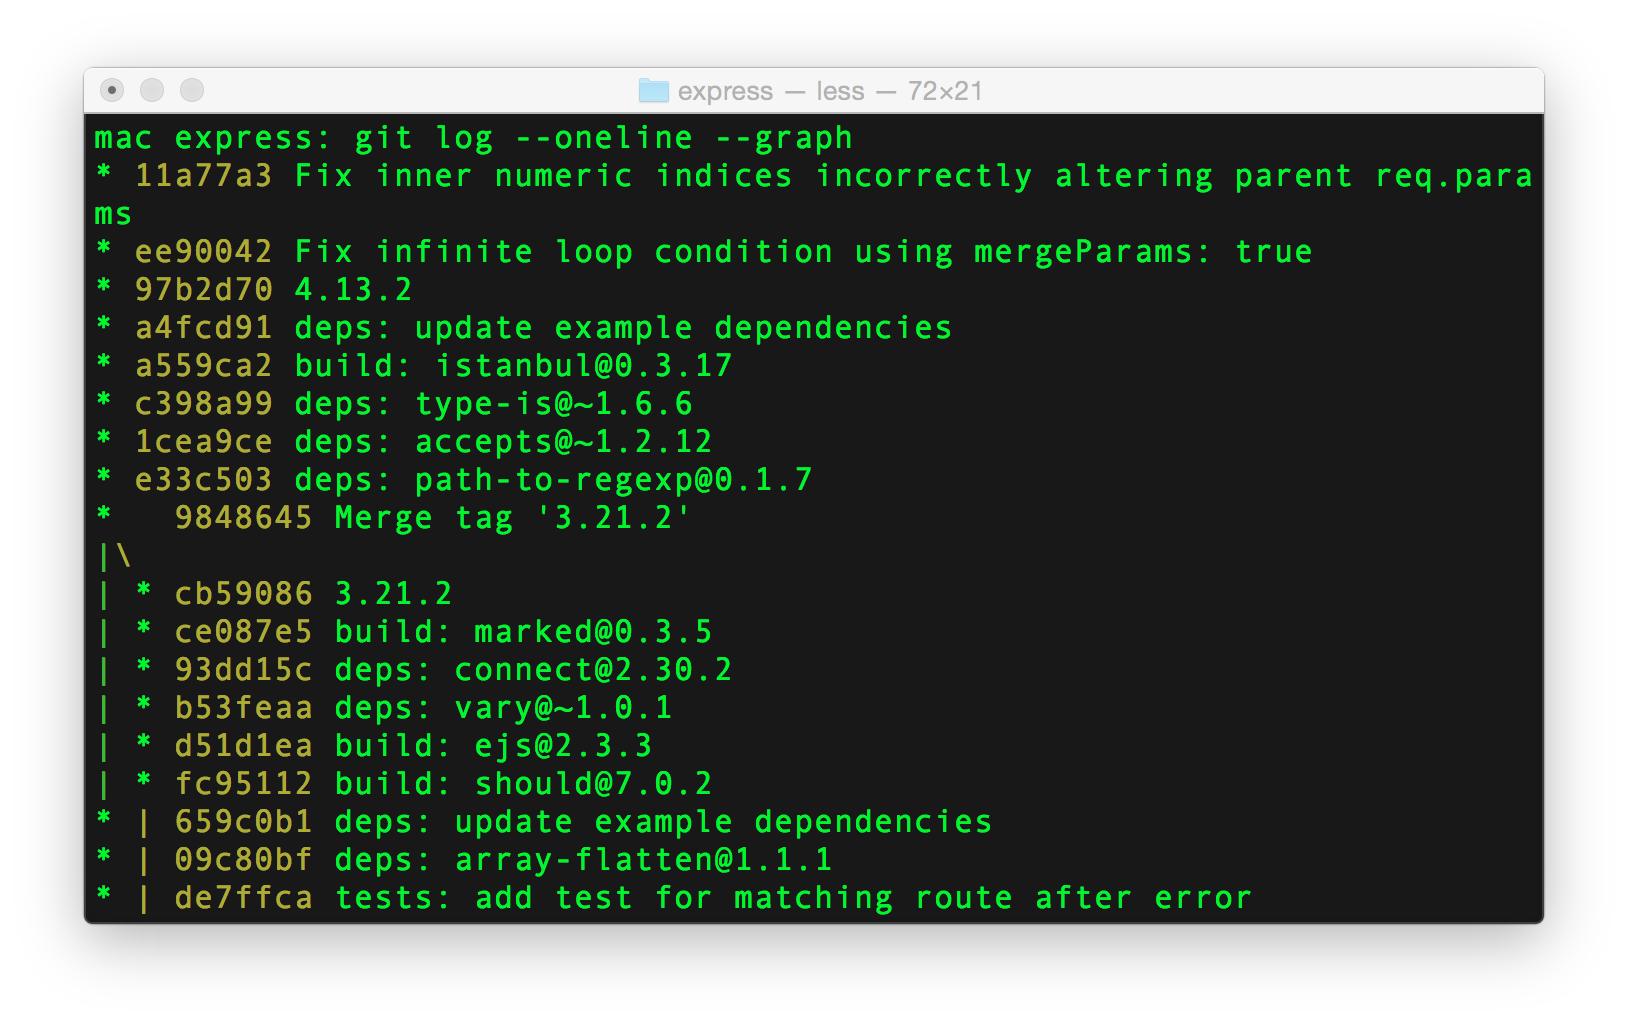 express — less — 72×21
mac express: git log --oneline --graph
* 11a77a3 Fix inner numeric indices incorrectly altering parent req.para
ms
* ee90042 Fix infinite loop condition using mergeParams: true
* 97b2d70 4.13.2
* a4fcd91 deps: update example dependencies
* a559ca2 build: istanbul@0.3.17
* c398a99 deps: type-is@~1.6.6
* 1cea9ce deps: accepts@~1.2.12
* e33c503 deps: path-to-regexp@0.1.7
*   9848645 Merge tag '3.21.2'
|\
| * cb59086 3.21.2
| * ce087e5 build: marked@0.3.5
| * 93dd15c deps: connect@2.30.2
| * b53feaa deps: vary@~1.0.1
| * d51d1ea build: ejs@2.3.3
| * fc95112 build: should@7.0.2
* | 659c0b1 deps: update example dependencies
* | 09c80bf deps: array-flatten@1.1.1
* | de7ffca tests: add test for matching route after error